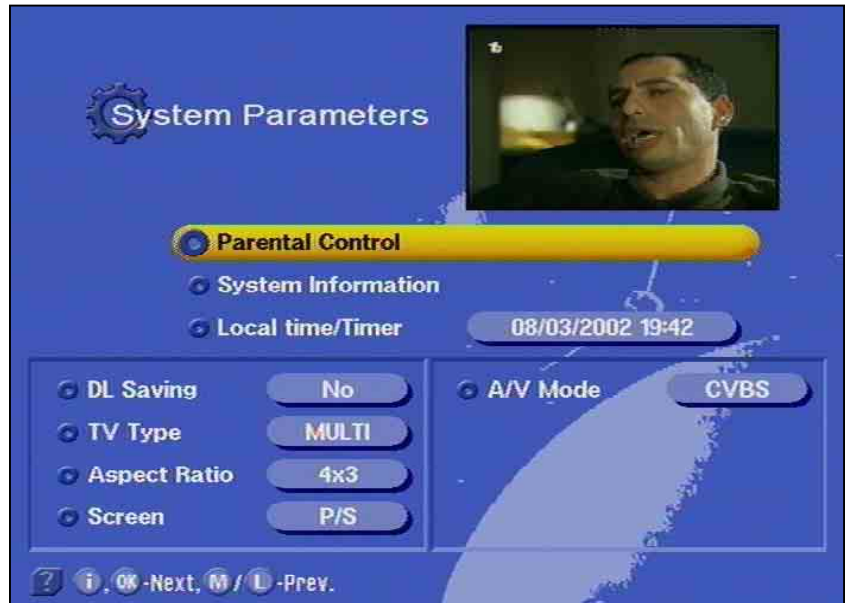 System Parameters
Parental Control
System Information
Local time/Timer 08/03/2002 19:42
DL Saving No
TV Type MULTI
Aspect Ratio 4x3
Screen P/S
A/V Mode CVBS
? i, OK -Next, M / L -Prev.